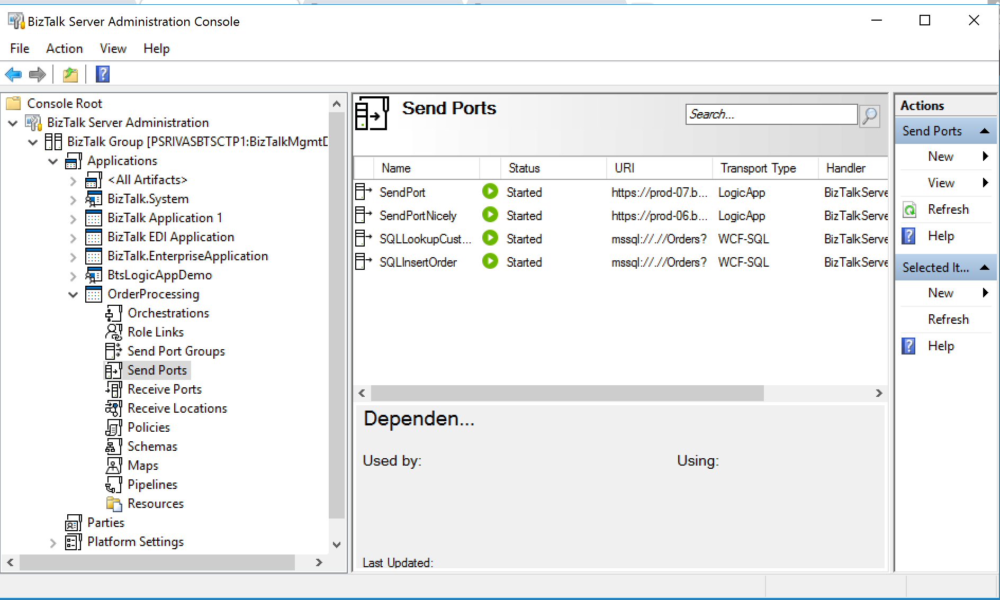 BizTalk Server Administration Console
File Action View Help
Console Root
BizTalk Server Administration
BizTalk Group [PSRIVASBTSCTP1:BizTalkMgmtD
Applications
<All Artifacts>
BizTalk.System
BizTalk Application 1
BizTalk EDI Application
BizTalk.EnterpriseApplication
BtsLogicAppDemo
OrderProcessing
Orchestrations
Role Links
Send Port Groups
Send Ports
Receive Ports
Receive Locations
Policies
Schemas
Maps
Pipelines
Resources
Parties
Platform Settings
Send Ports
Search...
Name Status URI Transport Type Handler
SendPort Started https://prod-07.b... LogicApp BizTalkServe
SendPortNicely Started https://prod-06.b... LogicApp BizTalkServe
SQLLookupCust... Started mssql://.//Orders? WCF-SQL BizTalkServe
SQLInsertOrder Started mssql://.//Orders? WCF-SQL BizTalkServe
Dependen...
Used by: Using:
Last Updated:
Actions
Send Ports
New
View
Refresh
Help
Selected It...
New
Refresh
Help